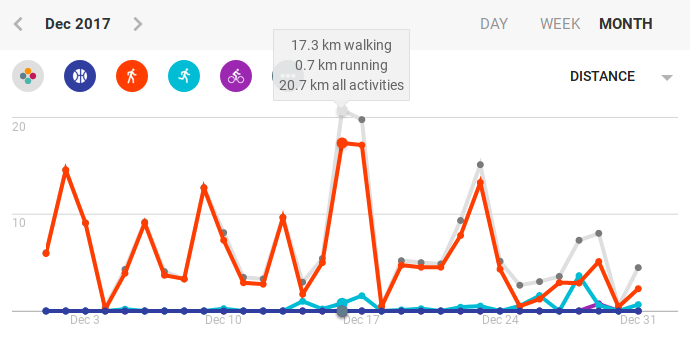 Dec 2017
DAY WEEK MONTH
17.3 km walking
0.7 km running
20.7 km all activities
DISTANCE
20
10
Dec 3 Dec 10 Dec 17 Dec 24 Dec 31